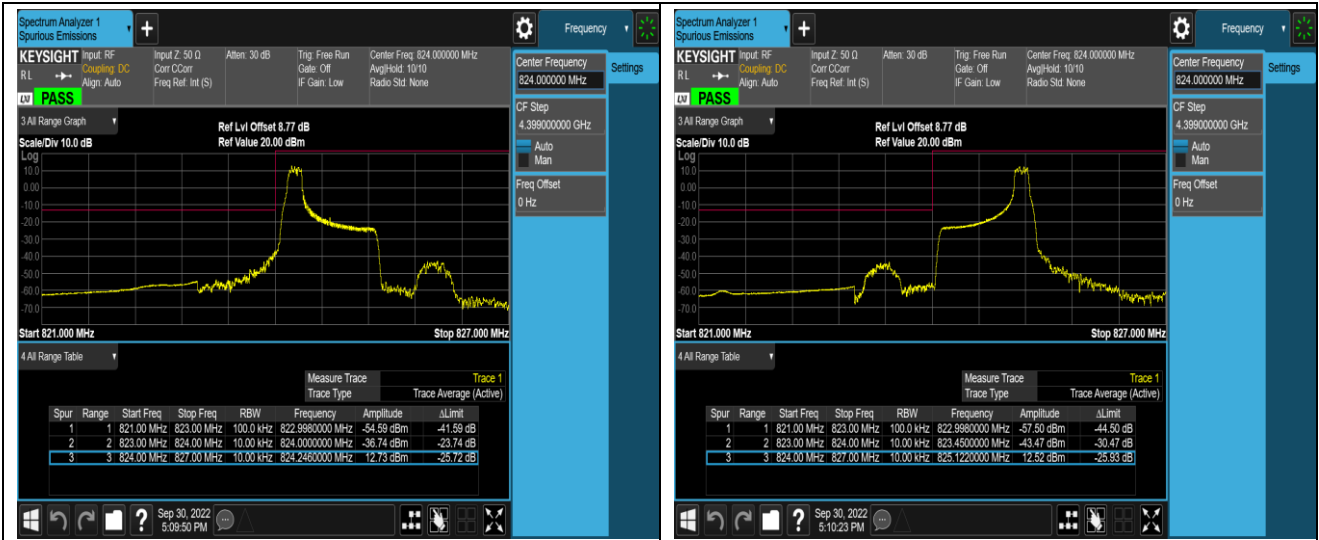 Spectrum Analyzer 1
Spurious Emissions
+
Frequency
KEYSIGHT
RL
Input: RF
Coupling: DC
Align: Auto
Input Z: 50 Ω
Corr CCorr
Freq Ref: Int (S)
Atten: 30 dB
Trig: Free Run
Gate: Off
IF Gain: Low
Center Freq: 824.000000 MHz
Avg|Hold: 10/10
Radio Std: None
LXI PASS
Center Frequency
824.000000 MHz
Settings
CF Step
4.399000000 GHz
Auto
Man
Freq Offset
0 Hz
3 All Range Graph
Ref Lvl Offset 8.77 dB
Scale/Div 10.0 dB
Ref Value 20.00 dBm
Log
10.0
0.00
-10.0
-20.0
-30.0
-40.0
-50.0
-60.0
-70.0
Start 821.000 MHz
Stop 827.000 MHz
4 All Range Table
Measure Trace Trace 1
Trace Type Trace Average (Active)
Spur Range Start Freq Stop Freq RBW Frequency Amplitude ΔLimit
1 1 821.00 MHz 823.00 MHz 100.0 kHz 822.9980000 MHz -54.59 dBm -41.59 dB
2 2 823.00 MHz 824.00 MHz 10.00 kHz 824.0000000 MHz -36.74 dBm -23.74 dB
3 3 824.00 MHz 827.00 MHz 10.00 kHz 824.2460000 MHz 12.73 dBm -25.72 dB
?
Sep 30, 2022
5:09:50 PM
Spectrum Analyzer 1
Spurious Emissions
+
Frequency
KEYSIGHT
RL
Input: RF
Coupling: DC
Align: Auto
Input Z: 50 Ω
Corr CCorr
Freq Ref: Int (S)
Atten: 30 dB
Trig: Free Run
Gate: Off
IF Gain: Low
Center Freq: 824.000000 MHz
Avg|Hold: 10/10
Radio Std: None
LXI PASS
Center Frequency
824.000000 MHz
Settings
CF Step
4.399000000 GHz
Auto
Man
Freq Offset
0 Hz
3 All Range Graph
Ref Lvl Offset 8.77 dB
Scale/Div 10.0 dB
Ref Value 20.00 dBm
Log
10.0
0.00
-10.0
-20.0
-30.0
-40.0
-50.0
-60.0
-70.0
Start 821.000 MHz
Stop 827.000 MHz
4 All Range Table
Measure Trace Trace 1
Trace Type Trace Average (Active)
Spur Range Start Freq Stop Freq RBW Frequency Amplitude ΔLimit
1 1 821.00 MHz 823.00 MHz 100.0 kHz 822.9980000 MHz -57.50 dBm -44.50 dB
2 2 823.00 MHz 824.00 MHz 10.00 kHz 823.4500000 MHz -43.47 dBm -30.47 dB
3 3 824.00 MHz 827.00 MHz 10.00 kHz 825.1220000 MHz 12.52 dBm -25.93 dB
?
Sep 30, 2022
5:10:23 PM